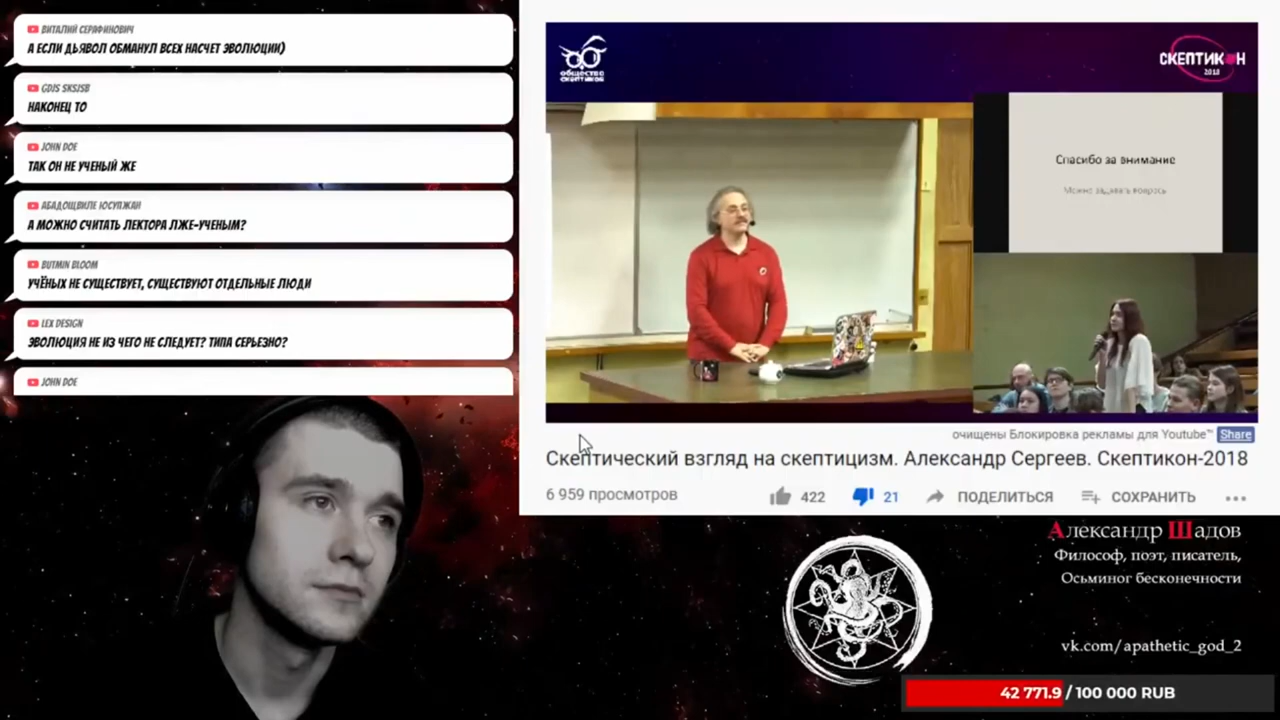 ВИТАЛИЙ СЕРАФИНОВИЧ
А ЕСЛИ ДЬЯВОЛ ОБМАНУЛ ВСЕХ НАСЧЕТ ЭВОЛЮЦИИ)
GDJS SKSJSB
НАКОНЕЦ ТО
JOHN DOE
ТАК ОН НЕ УЧЕНЫЙ ЖЕ
АБАДОЩВИЛЕ ЮСУПЖАН
А МОЖНО СЧИТАТЬ ЛЕКТОРА ЛЖЕ-УЧЕНЫМ?
BUTMIN BLOOM
УЧЁНЫХ НЕ СУЩЕСТВУЕТ, СУЩЕСТВУЮТ ОТДЕЛЬНЫЕ ЛЮДИ
LEX DESIGN
ЭВОЛЮЦИЯ НЕ ИЗ ЧЕГО НЕ СЛЕДУЕТ? ТИПА СЕРЬЕЗНО?
JOHN DOE
общество
скептиков
СКЕПТИКОН
2018
Спасибо за внимание
Можно задавать вопросы
очищены Блокировка рекламы для Youtube™ Share
Скептический взгляд на скептицизм. Александр Сергеев. Скептикон-2018
6 959 просмотров
422
21
ПОДЕЛИТЬСЯ
СОХРАНИТЬ
Александр Шадов
Философ, поэт, писатель,
Осьминог бесконечности
vk.com/apathetic_god_2
42 771.9 / 100 000 RUB